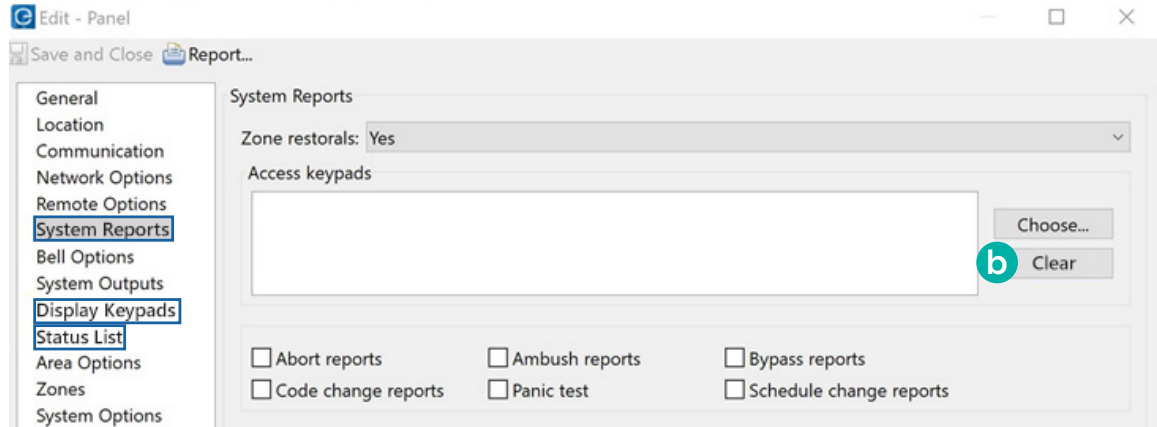 Edit - Panel
Save and Close Report...
General
Location
Communication
Network Options
Remote Options
System Reports
Bell Options
System Outputs
Display Keypads
Status List
Area Options
Zones
System Options
System Reports
Zone restorals: Yes
Access keypads
Choose...
b Clear
Abort reports Ambush reports Bypass reports
Code change reports Panic test Schedule change reports